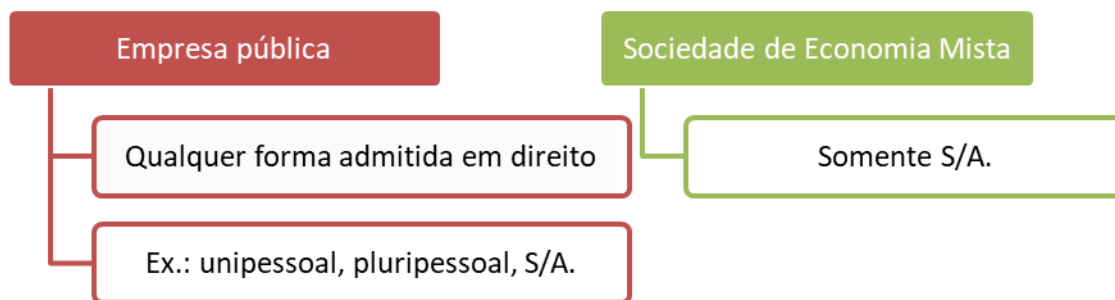 Empresa pública
Qualquer forma admitida em direito
Ex.: unipessoal, pluripessoal, S/A.
Sociedade de Economia Mista
Somente S/A.